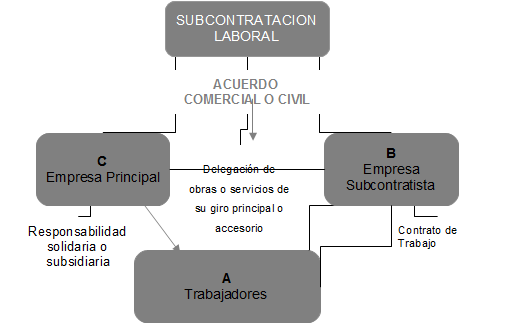 SUBCONTRATACION
LABORAL
ACUERDO
COMERCIAL O CIVIL
C
Empresa Principal
Delegación de
obras o servicios de
su giro principal o
accesorio
B
Empresa
Subcontratista
Responsabilidad
solidaria o
subsidiaria
Contrato de
Trabajo
A
Trabajadores